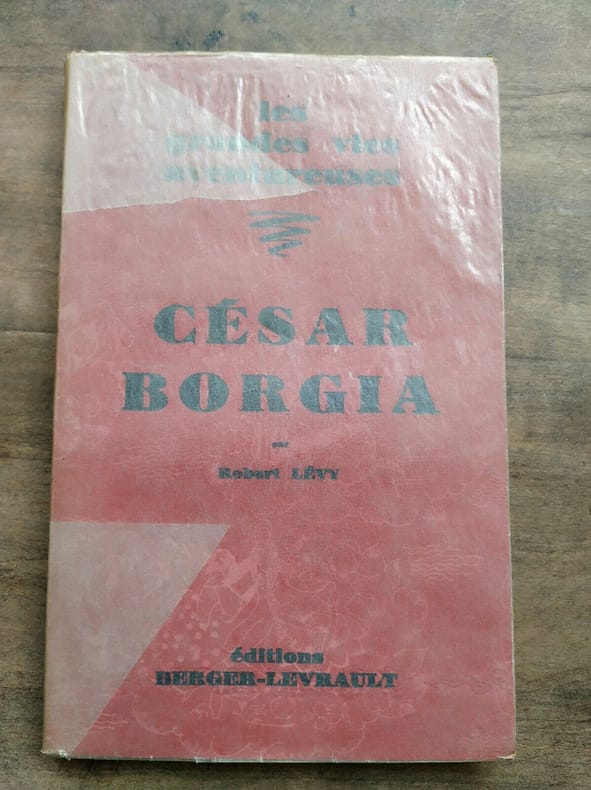 les
grandes vies
aventureuses
CÉSAR
BORGIA
par
Robert LÉVY
éditions
BERGER-LEVRAULT